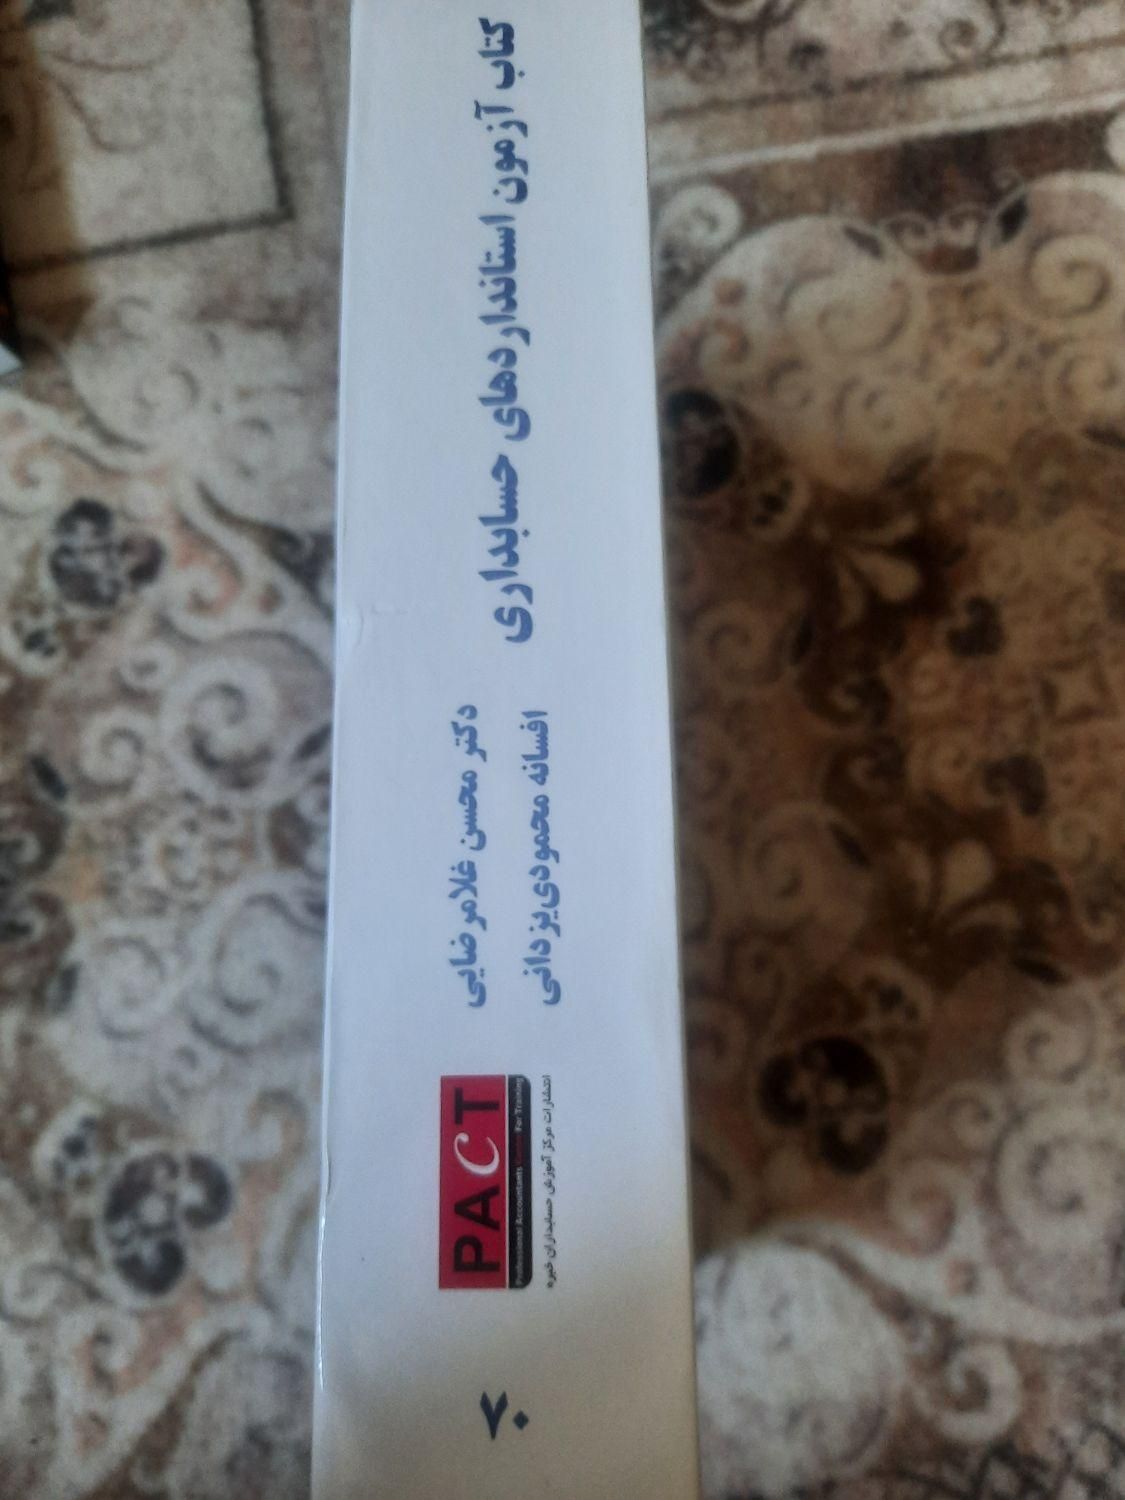 کتاب آزمون استانداردهای حسابداری
دکتر محسن غلامرضایی
افسانه محمودی‌یزدانی
PACT
Professional Accountants Center For Training
انتشارات مرکز آموزش حسابداران خبره